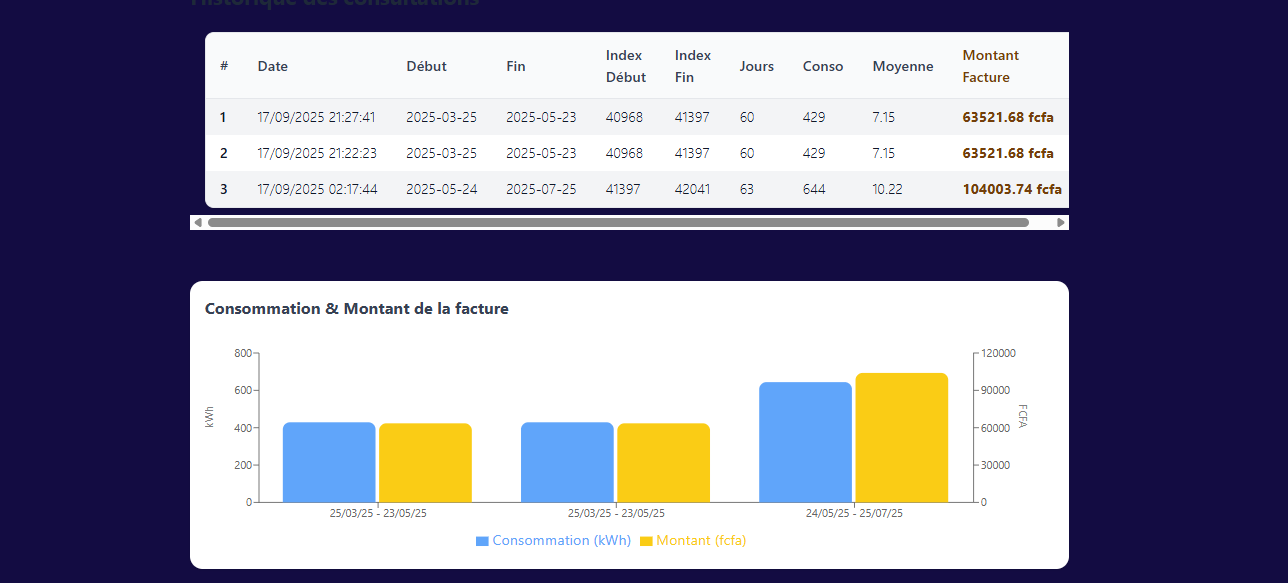 Historique des consultations
# Date Début Fin Index Début Index Fin Jours Conso Moyenne Montant Facture
1 17/09/2025 21:27:41 2025-03-25 2025-05-23 40968 41397 60 429 7.15 63521.68 fcfa
2 17/09/2025 21:22:23 2025-03-25 2025-05-23 40968 41397 60 429 7.15 63521.68 fcfa
3 17/09/2025 02:17:44 2025-05-24 2025-07-25 41397 42041 63 644 10.22 104003.74 fcfa
Consommation & Montant de la facture
800 120000
600 90000
kWh FCFA
400 60000
200 30000
0 0
25/03/25 - 23/05/25 25/03/25 - 23/05/25 24/05/25 - 25/07/25
Consommation (kWh) Montant (fcfa)